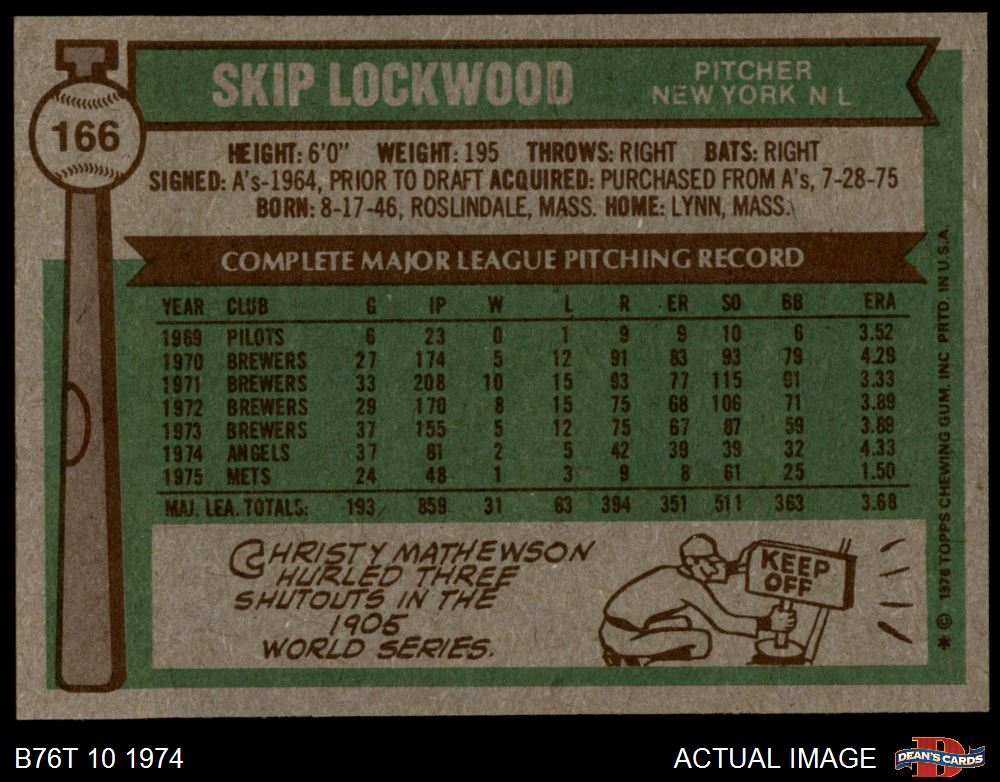 SKIP LOCKWOOD
PITCHER
NEW YORK N L
166
HEIGHT: 6'0" WEIGHT: 195 THROWS: RIGHT BATS: RIGHT
SIGNED: A's-1964, PRIOR TO DRAFT ACQUIRED: PURCHASED FROM A's, 7-28-75
BORN: 8-17-46, ROSLINDALE, MASS. HOME: LYNN, MASS.
COMPLETE MAJOR LEAGUE PITCHING RECORD
YEAR CLUB G IP W L R ER SO BB ERA
1969 PILOTS 6 23 0 1 9 9 10 6 3.52
1970 BREWERS 27 174 5 12 91 83 93 79 4.29
1971 BREWERS 33 208 10 15 93 77 115 91 3.33
1972 BREWERS 29 170 8 15 75 68 106 71 3.89
1973 BREWERS 37 155 5 12 75 67 87 59 3.89
1974 ANGELS 37 81 2 5 42 39 39 32 4.33
1975 METS 24 48 1 3 9 8 61 25 1.50
MAJ. LEA. TOTALS: 193 859 31 63 394 351 511 363 3.68
CHRISTY MATHEWSON
HURLED THREE
SHUTOUTS IN THE
1905
WORLD SERIES.
KEEP
OFF
* © 1976 TOPPS CHEWING GUM, INC PRTD. IN U.S.A.
B76T 10 1974
ACTUAL IMAGE
DEAN'S CARDS